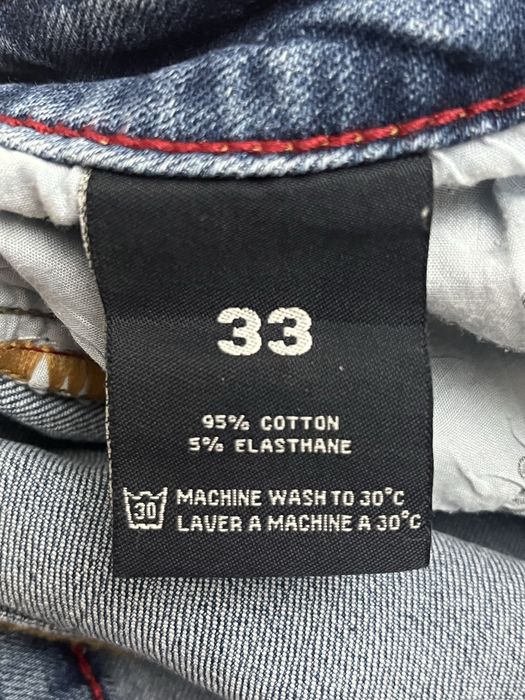 33
95% COTTON
5% ELASTHANE
30 MACHINE WASH TO 30°C
LAVER A MACHINE A 30°C